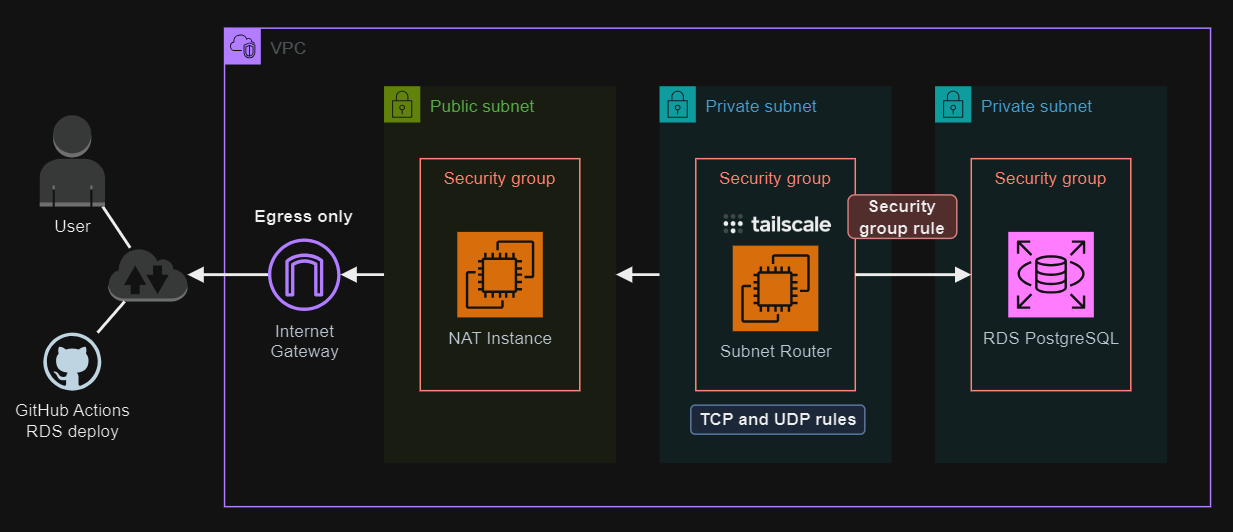 VPC
Public subnet
Private subnet
Private subnet
Security group
Security group
Security group
User
Egress only
tailscale
Security
group rule
Internet
Gateway
NAT Instance
Subnet Router
RDS PostgreSQL
GitHub Actions
RDS deploy
TCP and UDP rules